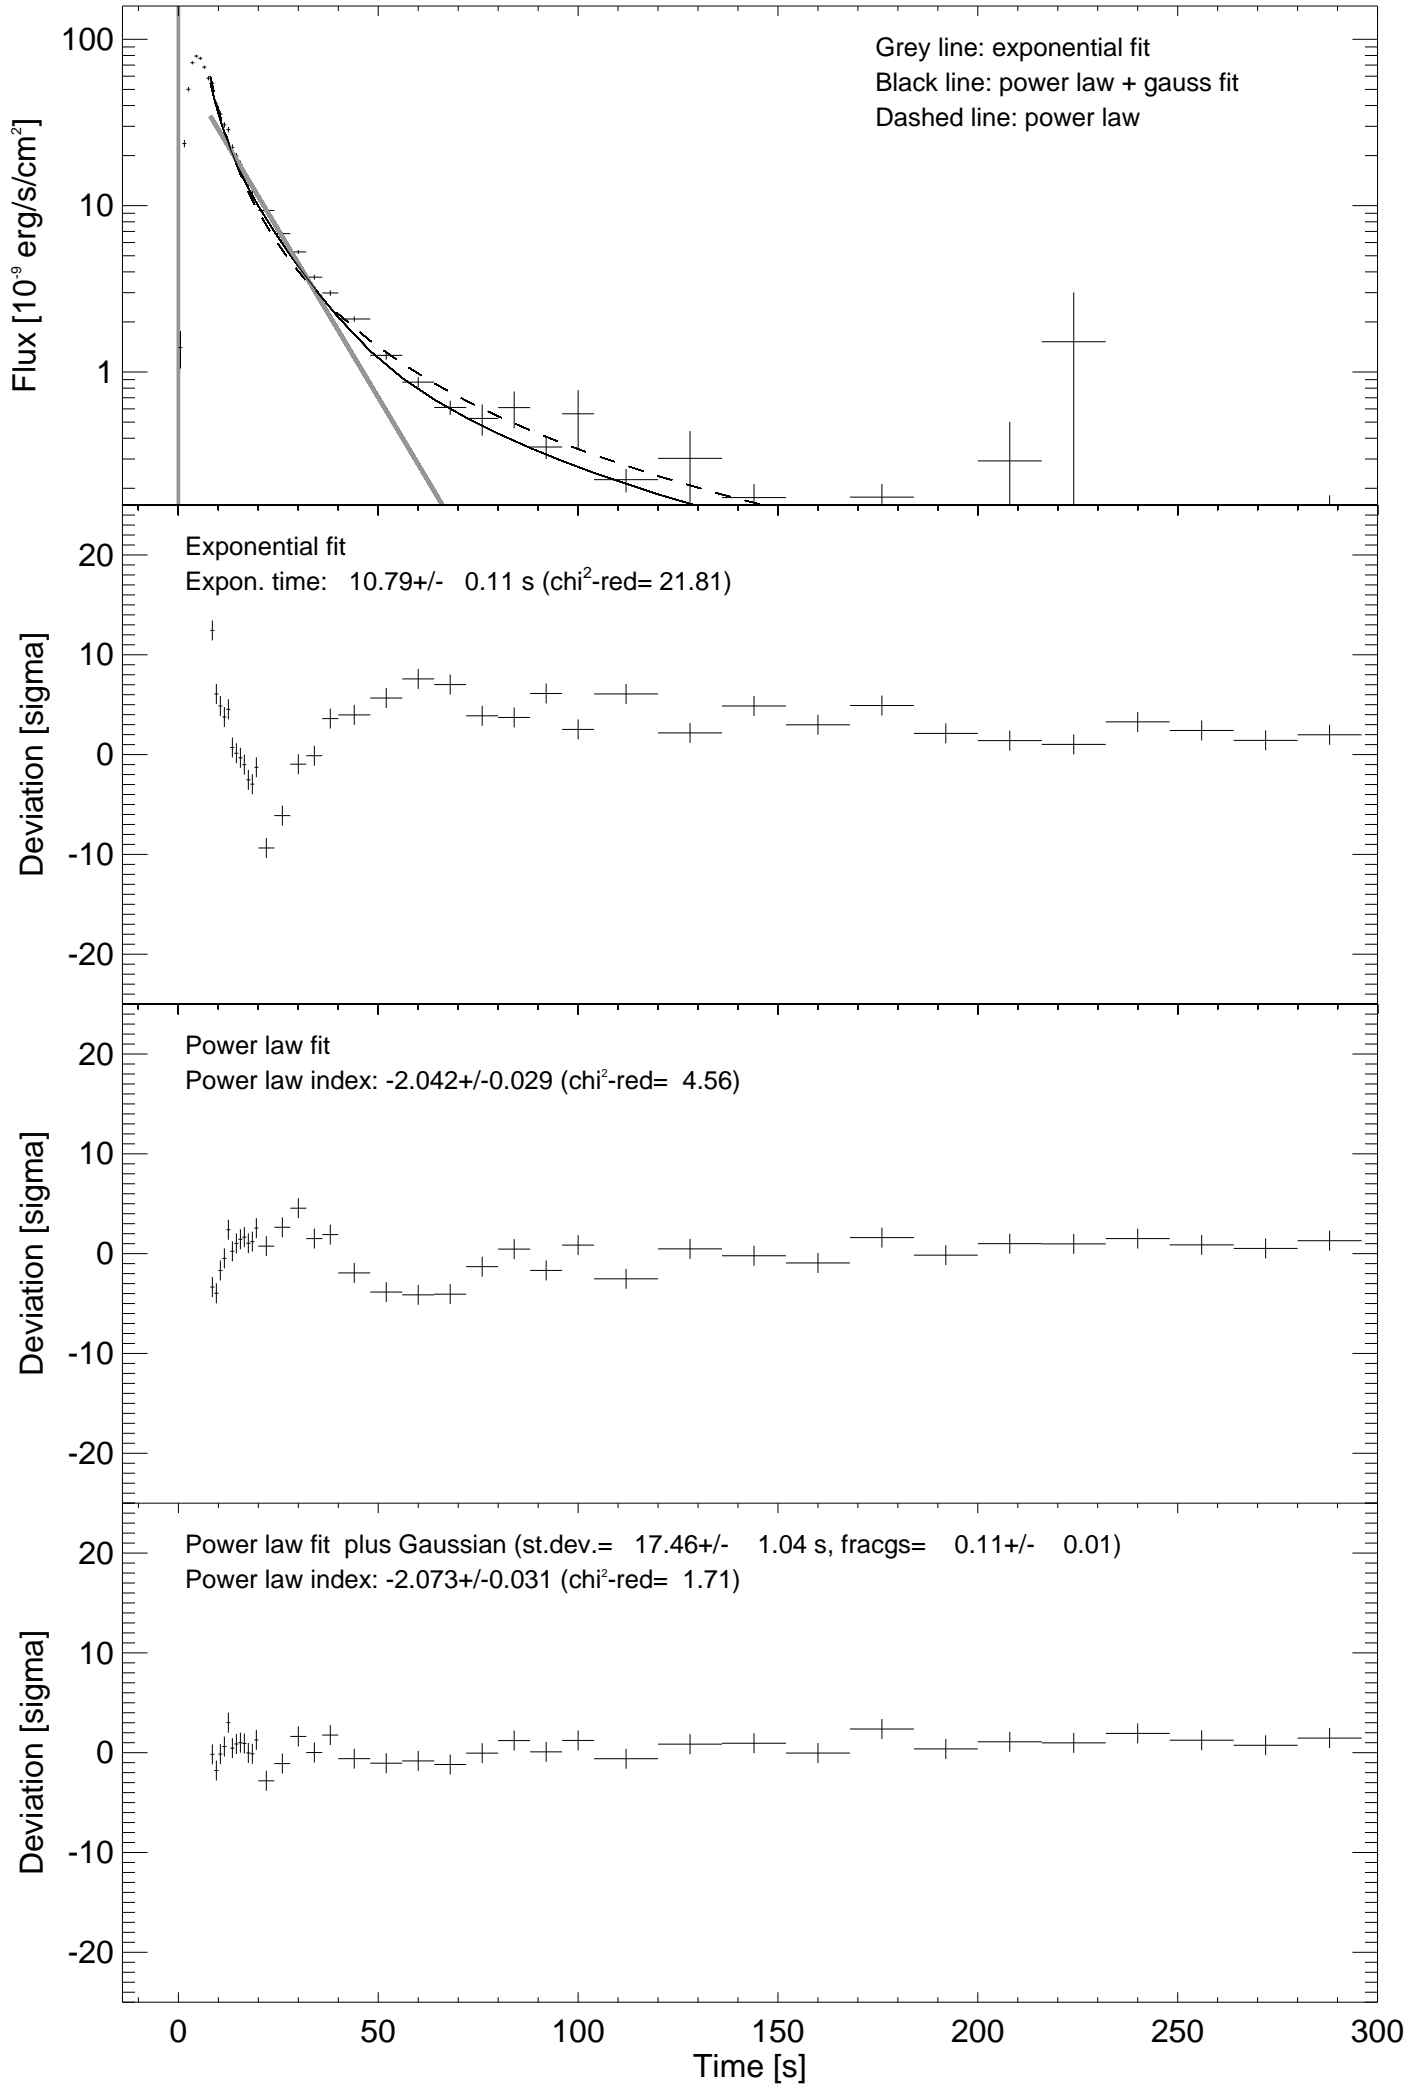 Grey line: exponential fit
Black line: power law + gauss fit
Dashed line: power law
100
10
1
Flux [10⁻⁹ erg/s/cm²]
Exponential fit
Expon. time: 10.79+/- 0.11 s (chi²-red= 21.81)
20
10
0
-10
-20
Deviation [sigma]
Power law fit
Power law index: -2.042+/-0.029 (chi²-red= 4.56)
20
10
0
-10
-20
Deviation [sigma]
Power law fit plus Gaussian (st.dev.= 17.46+/- 1.04 s, fracgs= 0.11+/- 0.01)
Power law index: -2.073+/-0.031 (chi²-red= 1.71)
20
10
0
-10
-20
Deviation [sigma]
0 50 100 150 200 250 300
Time [s]